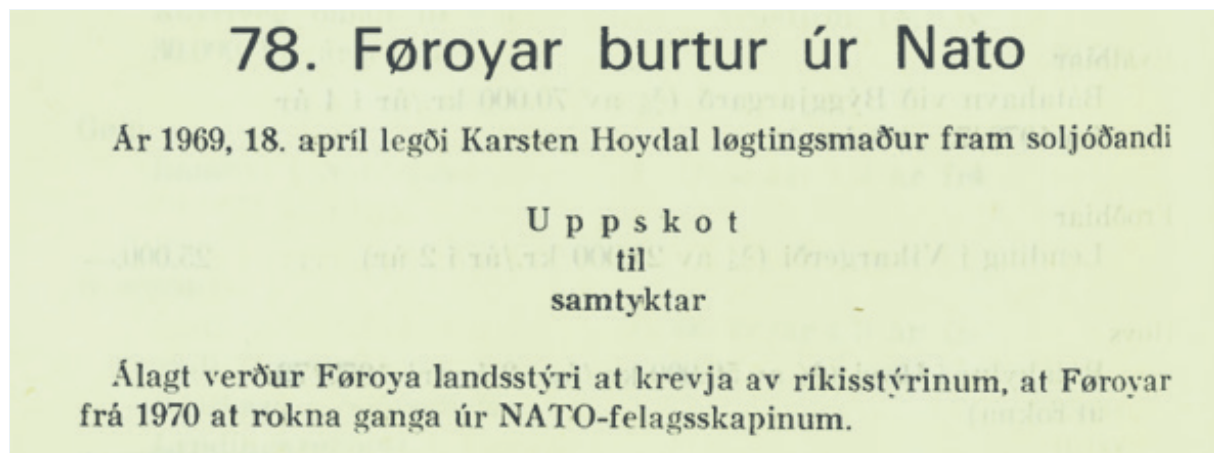 78. Føroyar burtur úr Nato
Ár 1969, 18. apríl legði Karsten Hoydal løgtingsmaður fram soljóðandi
Uppskot
til
samtyktar
Álagt verður Føroya landsstýri at krevja av ríkisstýrinum, at Føroyar
frá 1970 at rokna ganga úr NATO-felagsskapinum.